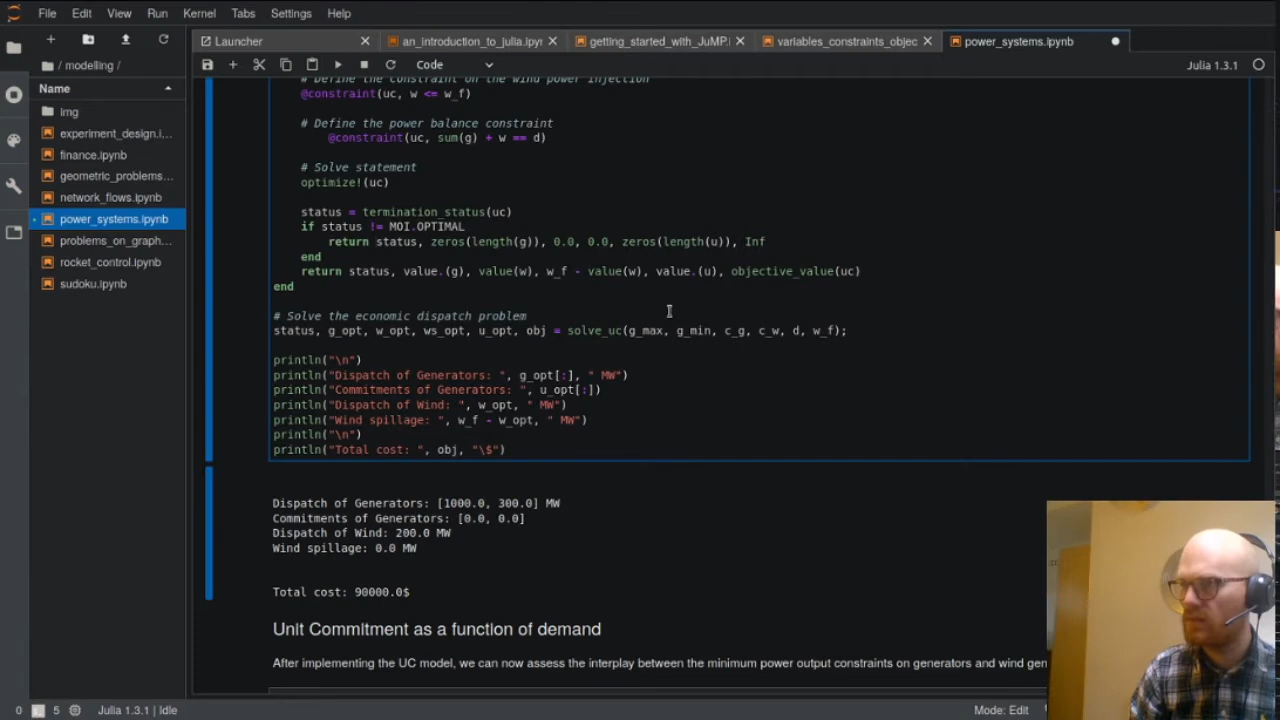 File Edit View Run Kernel Tabs Settings Help
Launcher
an_introduction_to_julia.ipyr
getting_started_with_JuMP.
variables_constraints_objec
power_systems.ipynb
Code
Julia 1.3.1
/ modelling /
Name
img
experiment_design.i...
finance.ipynb
geometric_problems...
network_flows.ipynb
power_systems.ipynb
problems_on_graph...
rocket_control.ipynb
sudoku.ipynb
# Define the constraint on the wind power injection
@constraint(uc, w <= w_f)
# Define the power balance constraint
@constraint(uc, sum(g) + w == d)
# Solve statement
optimize!(uc)
status = termination_status(uc)
if status != MOI.OPTIMAL
return status, zeros(length(g)), 0.0, 0.0, zeros(length(u)), Inf
end
return status, value.(g), value(w), w_f - value(w), value.(u), objective_value(uc)
end
# Solve the economic dispatch problem
status, g_opt, w_opt, ws_opt, u_opt, obj = solve_uc(g_max, g_min, c_g, c_w, d, w_f);
println("\n")
println("Dispatch of Generators: ", g_opt[:], " MW")
println("Commitments of Generators: ", u_opt[:])
println("Dispatch of Wind: ", w_opt, " MW")
println("Wind spillage: ", w_f - w_opt, " MW")
println("\n")
println("Total cost: ", obj, "\$")
Dispatch of Generators: [1000.0, 300.0] MW
Commitments of Generators: [0.0, 0.0]
Dispatch of Wind: 200.0 MW
Wind spillage: 0.0 MW
Total cost: 90000.0$
Unit Commitment as a function of demand
After implementing the UC model, we can now assess the interplay between the minimum power output constraints on generators and wind gen
0 5 Julia 1.3.1 | Idle
Mode: Edit